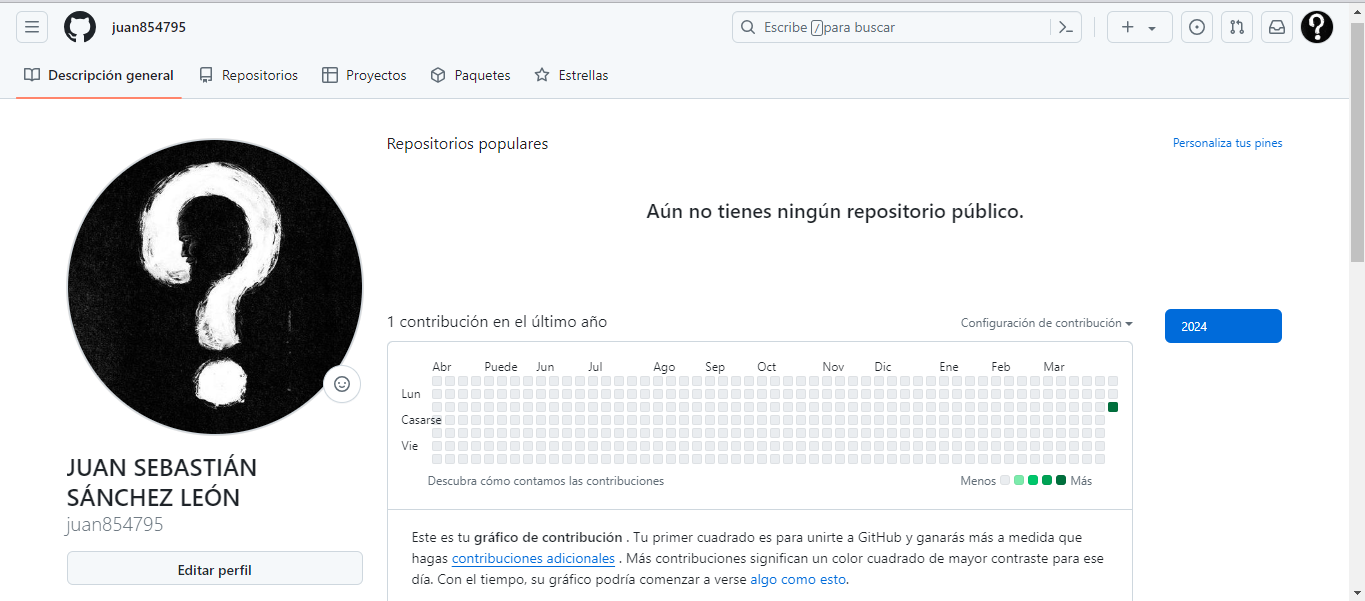 juan854795
Escribe / para buscar
Descripción general
Repositorios
Proyectos
Paquetes
Estrellas
Repositorios populares
Personaliza tus pines
Aún no tienes ningún repositorio público.
1 contribución en el último año
Configuración de contribución
2024
Abr Puede Jun Jul Ago Sep Oct Nov Dic Ene Feb Mar
Lun
Casarse
Vie
Descubra cómo contamos las contribuciones
Menos
Más
Este es tu gráfico de contribución . Tu primer cuadrado es para unirte a GitHub y ganarás más a medida que
hagas contribuciones adicionales . Más contribuciones significan un color cuadrado de mayor contraste para ese
día. Con el tiempo, su gráfico podría comenzar a verse algo como esto.
JUAN SEBASTIÁN
SÁNCHEZ LEÓN
juan854795
Editar perfil